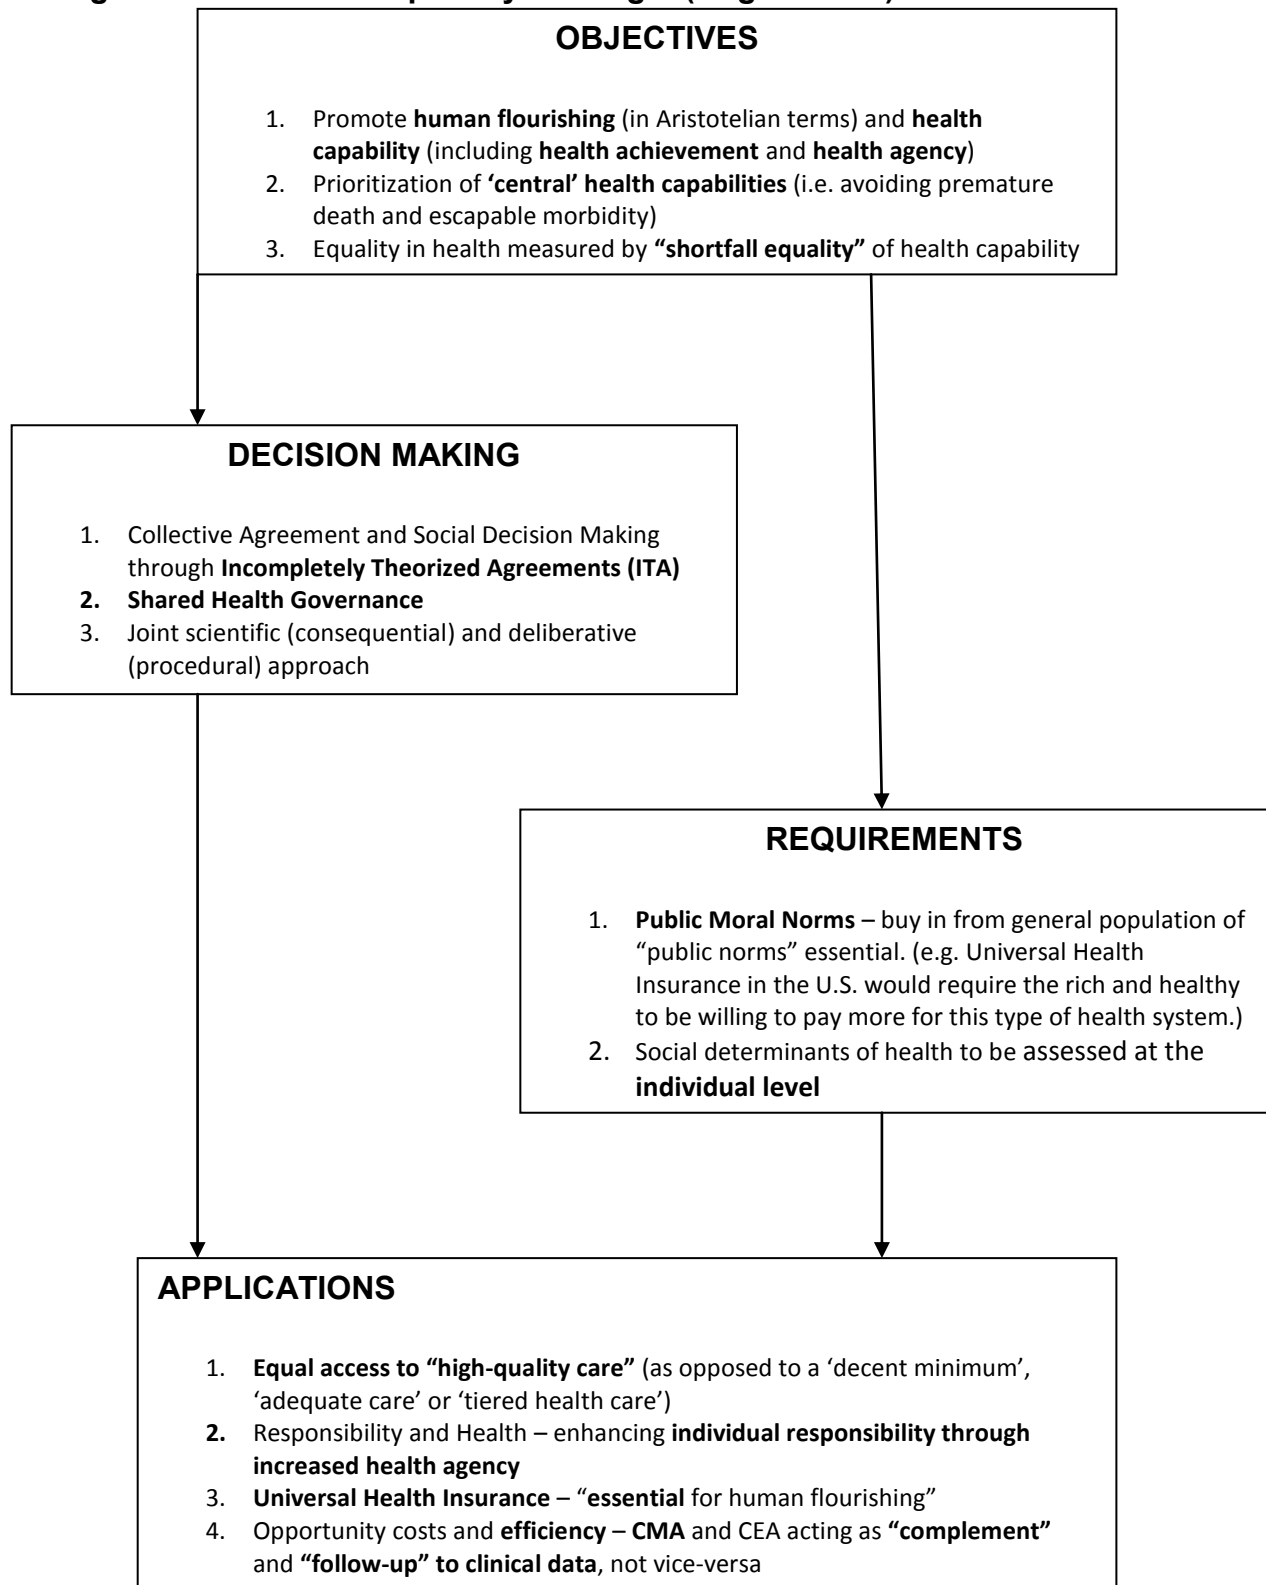 OBJECTIVES
1. Promote human flourishing (in Aristotelian terms) and health
capability (including health achievement and health agency)
2. Prioritization of ‘central’ health capabilities (i.e. avoiding premature
death and escapable morbidity)
3. Equality in health measured by “shortfall equality” of health capability
DECISION MAKING
1. Collective Agreement and Social Decision Making
through Incompletely Theorized Agreements (ITA)
2. Shared Health Governance
3. Joint scientific (consequential) and deliberative
(procedural) approach
REQUIREMENTS
1. Public Moral Norms – buy in from general population of
“public norms” essential. (e.g. Universal Health
Insurance in the U.S. would require the rich and healthy
to be willing to pay more for this type of health system.)
2. Social determinants of health to be assessed at the
individual level
APPLICATIONS
1. Equal access to “high-quality care” (as opposed to a ‘decent minimum’,
‘adequate care’ or ‘tiered health care’)
2. Responsibility and Health – enhancing individual responsibility through
increased health agency
3. Universal Health Insurance – “essential for human flourishing”
4. Opportunity costs and efficiency – CMA and CEA acting as “complement”
and “follow-up” to clinical data, not vice-versa